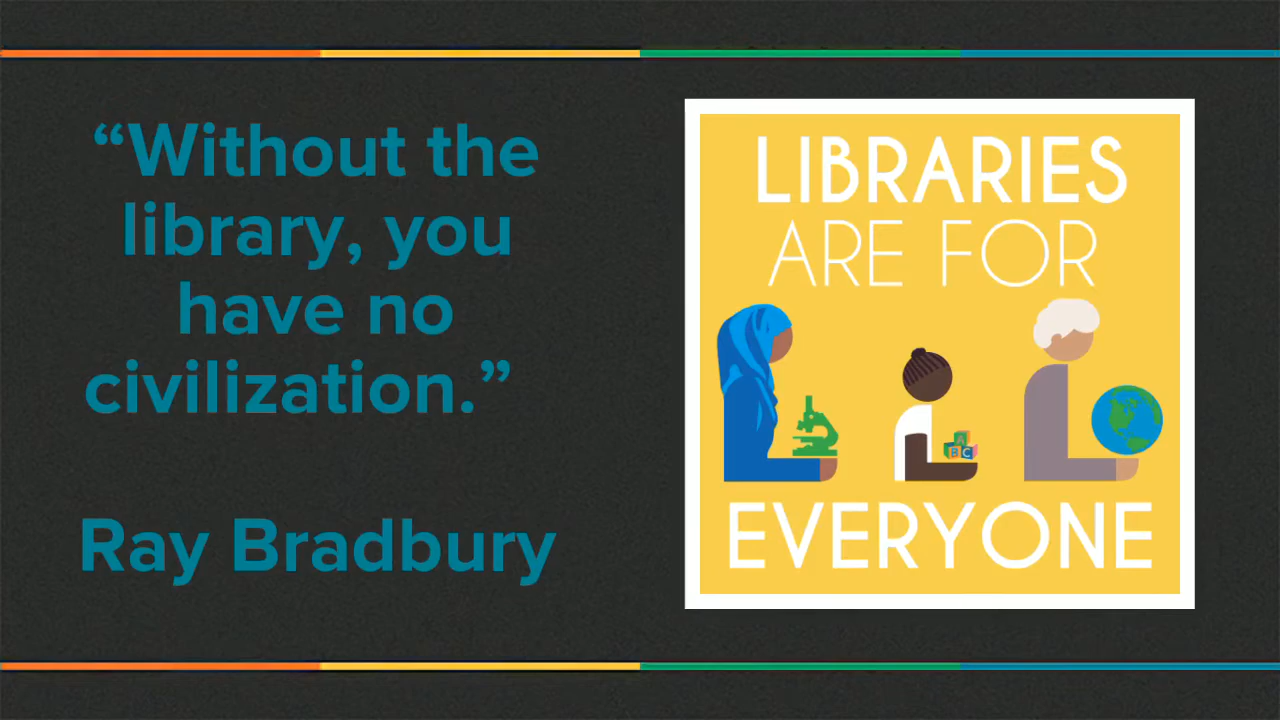 “Without the
library, you
have no
civilization.”
Ray Bradbury
LIBRARIES
ARE FOR
A
B C
EVERYONE